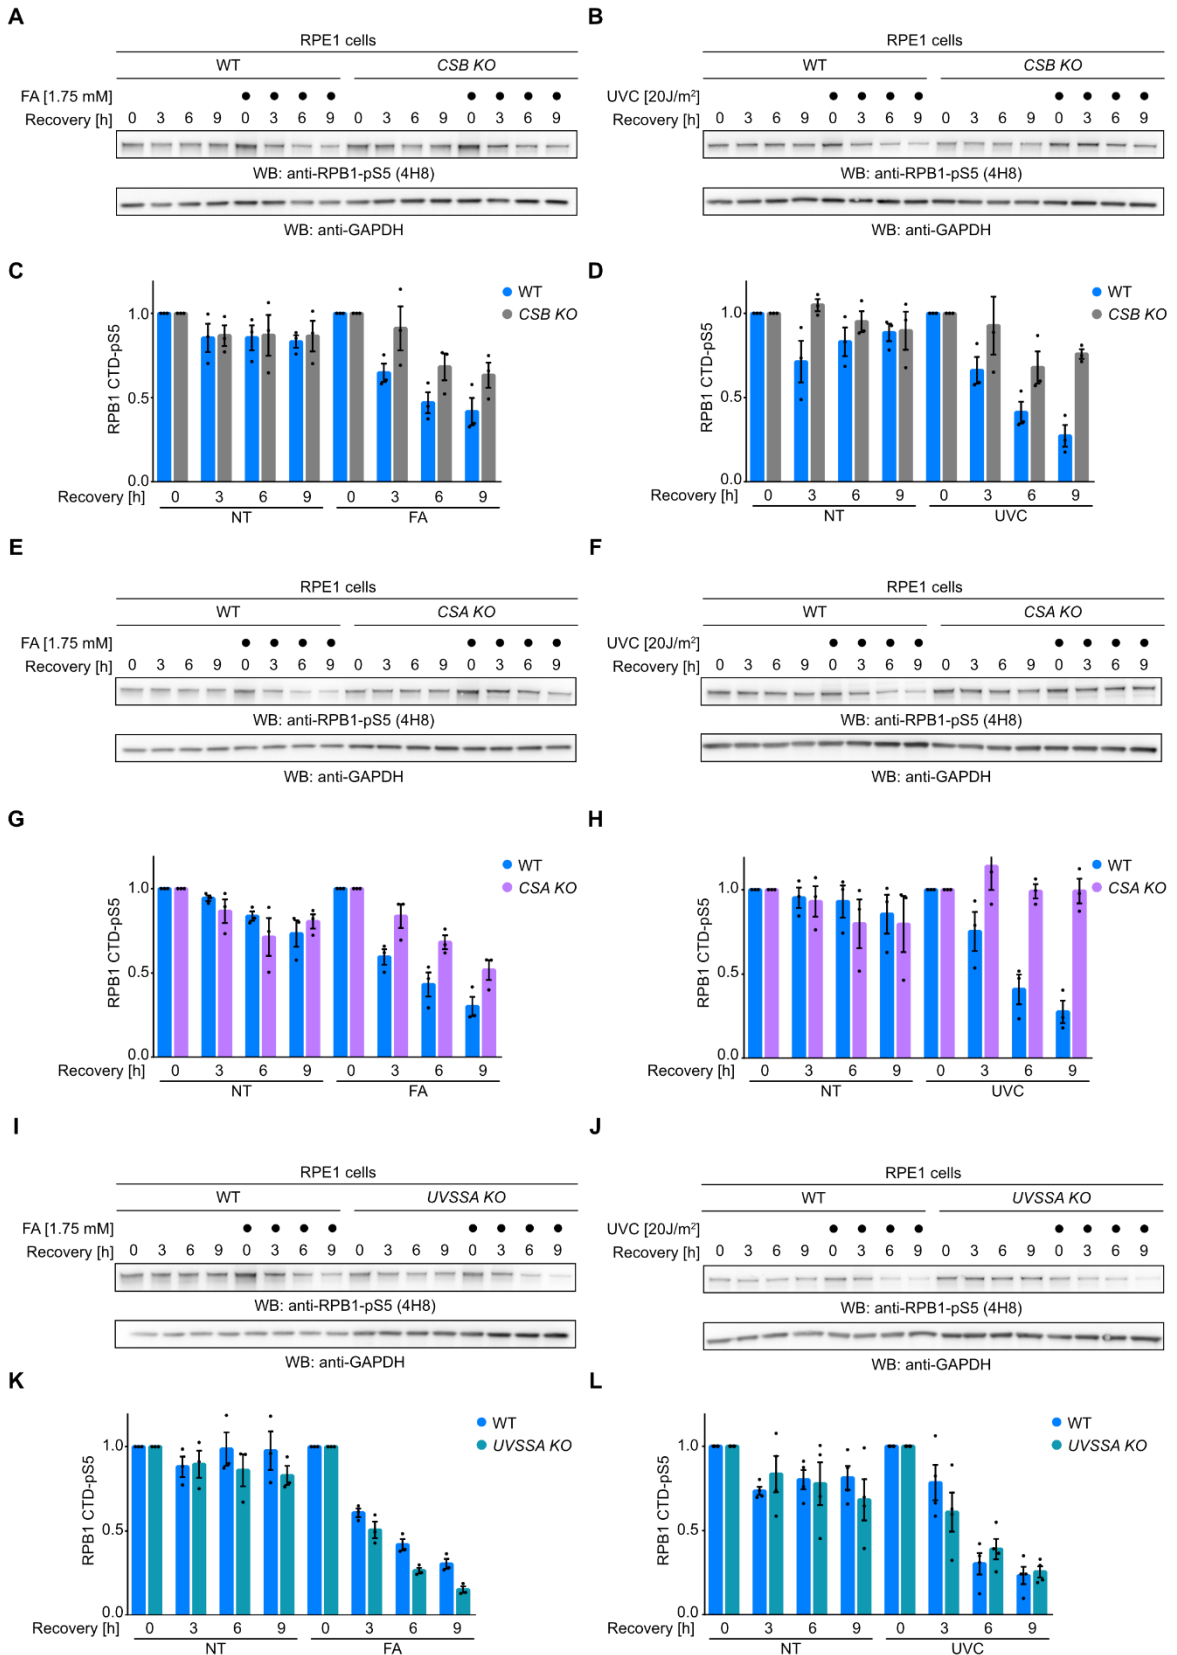 A
RPE1 cells
WT CSB KO
FA [1.75 mM]
Recovery [h] 0 3 6 9 0 3 6 9 0 3 6 9 0 3 6 9
WB: anti-RPB1-pS5 (4H8)
WB: anti-GAPDH
B
RPE1 cells
WT CSB KO
UVC [20J/m²]
Recovery [h] 0 3 6 9 0 3 6 9 0 3 6 9 0 3 6 9
WB: anti-RPB1-pS5 (4H8)
WB: anti-GAPDH
C
WT
CSB KO
RPB1 CTD-pS5
1.0
0.5
0.0
Recovery [h] 0 3 6 9 0 3 6 9
NT FA
D
WT
CSB KO
RPB1 CTD-pS5
1.0
0.5
0.0
Recovery [h] 0 3 6 9 0 3 6 9
NT UVC
E
RPE1 cells
WT CSA KO
FA [1.75 mM]
Recovery [h] 0 3 6 9 0 3 6 9 0 3 6 9 0 3 6 9
WB: anti-RPB1-pS5 (4H8)
WB: anti-GAPDH
F
RPE1 cells
WT CSA KO
UVC [20J/m²]
Recovery [h] 0 3 6 9 0 3 6 9 0 3 6 9 0 3 6 9
WB: anti-RPB1-pS5 (4H8)
WB: anti-GAPDH
G
WT
CSA KO
RPB1 CTD-pS5
1.0
0.5
0.0
Recovery [h] 0 3 6 9 0 3 6 9
NT FA
H
WT
CSA KO
RPB1 CTD-pS5
1.0
0.5
0.0
Recovery [h] 0 3 6 9 0 3 6 9
NT UVC
I
RPE1 cells
WT UVSSA KO
FA [1.75 mM]
Recovery [h] 0 3 6 9 0 3 6 9 0 3 6 9 0 3 6 9
WB: anti-RPB1-pS5 (4H8)
WB: anti-GAPDH
J
RPE1 cells
WT UVSSA KO
UVC [20J/m²]
Recovery [h] 0 3 6 9 0 3 6 9 0 3 6 9 0 3 6 9
WB: anti-RPB1-pS5 (4H8)
WB: anti-GAPDH
K
WT
UVSSA KO
RPB1 CTD-pS5
1.0
0.5
0.0
Recovery [h] 0 3 6 9 0 3 6 9
NT FA
L
WT
UVSSA KO
RPB1 CTD-pS5
1.0
0.5
0.0
Recovery [h] 0 3 6 9 0 3 6 9
NT UVC